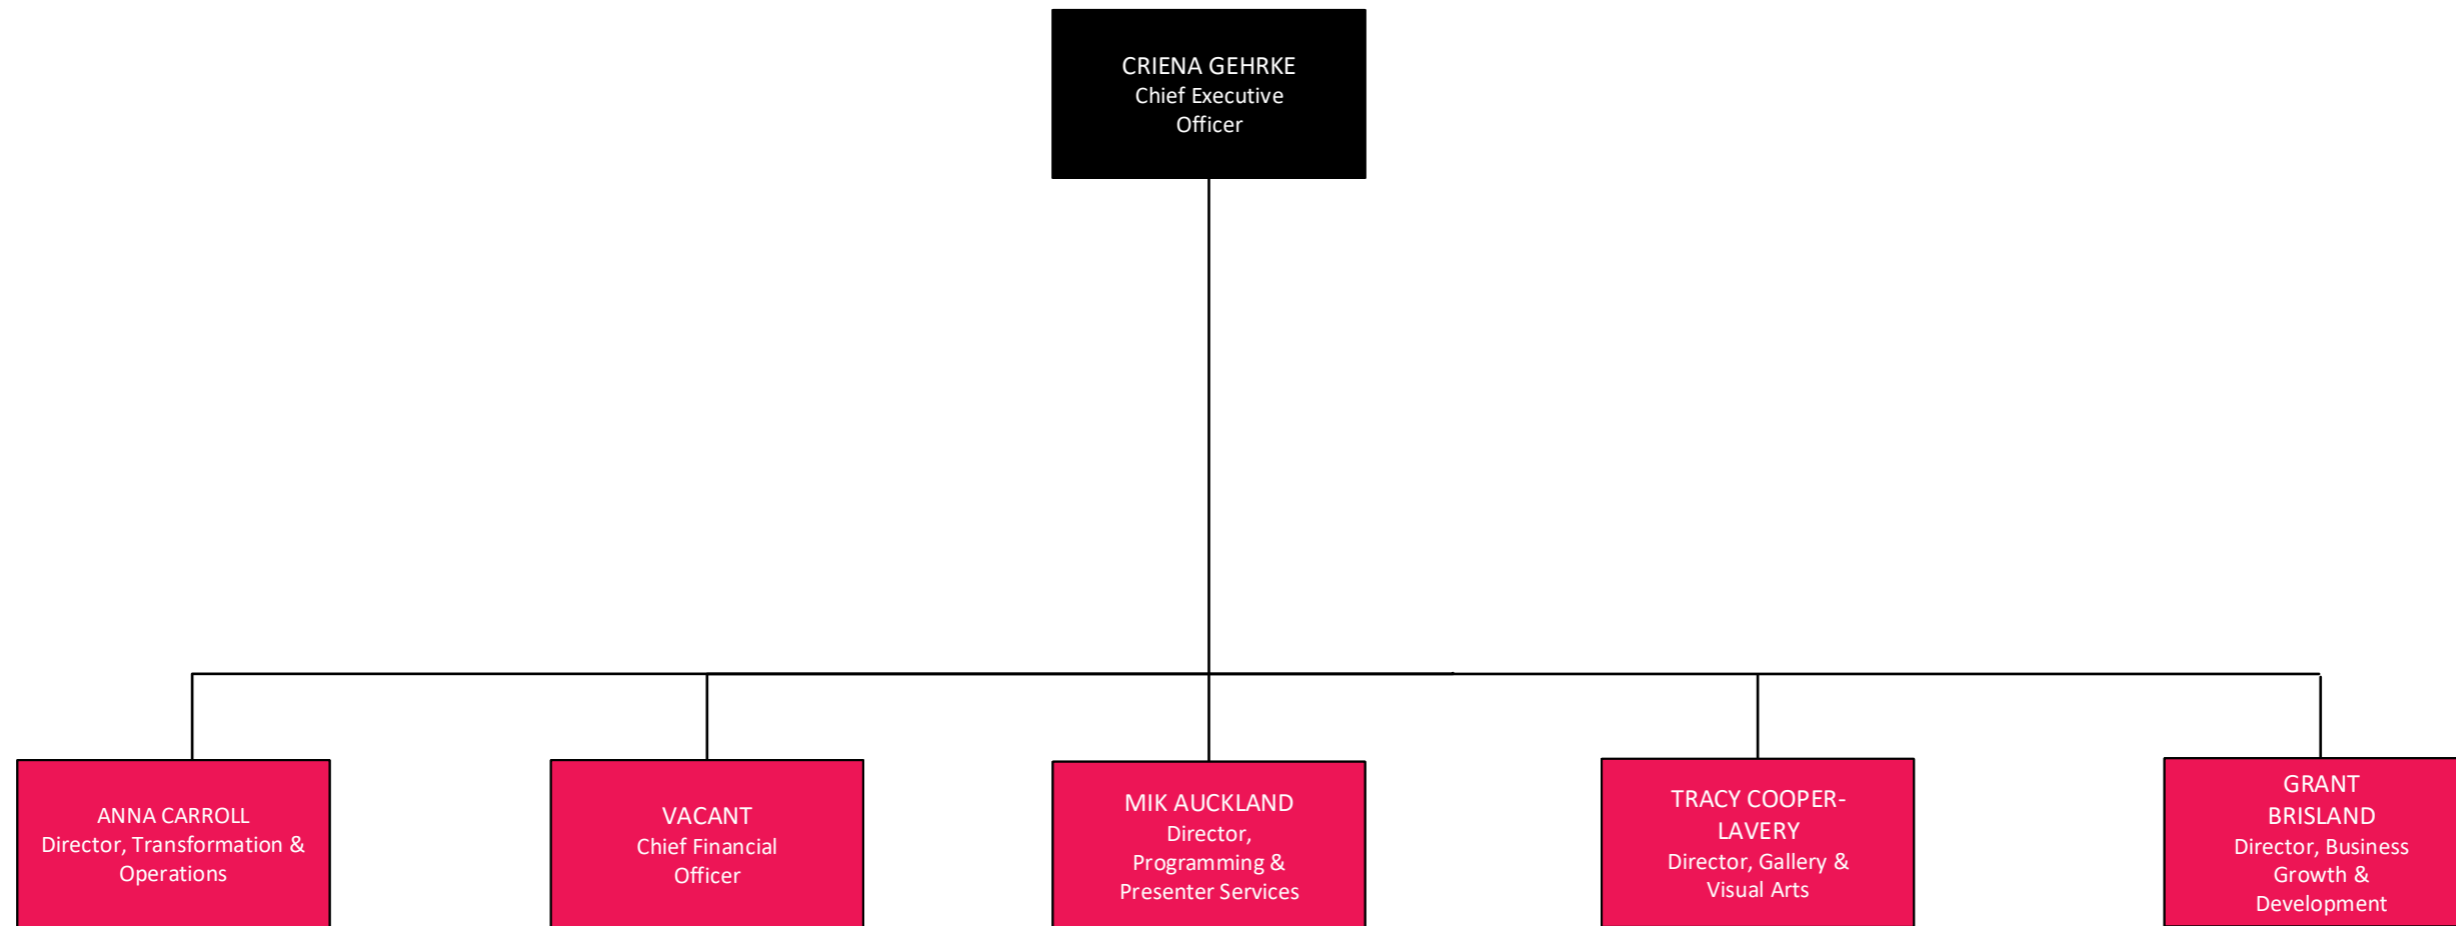 CRIENA GEHRKE
Chief Executive
Officer
ANNA CARROLL
Director, Transformation &
Operations
VACANT
Chief Financial
Officer
MIK AUCKLAND
Director,
Programming &
Presenter Services
TRACY COOPER-
LAVERY
Director, Gallery &
Visual Arts
GRANT
BRISLAND
Director, Business
Growth &
Development